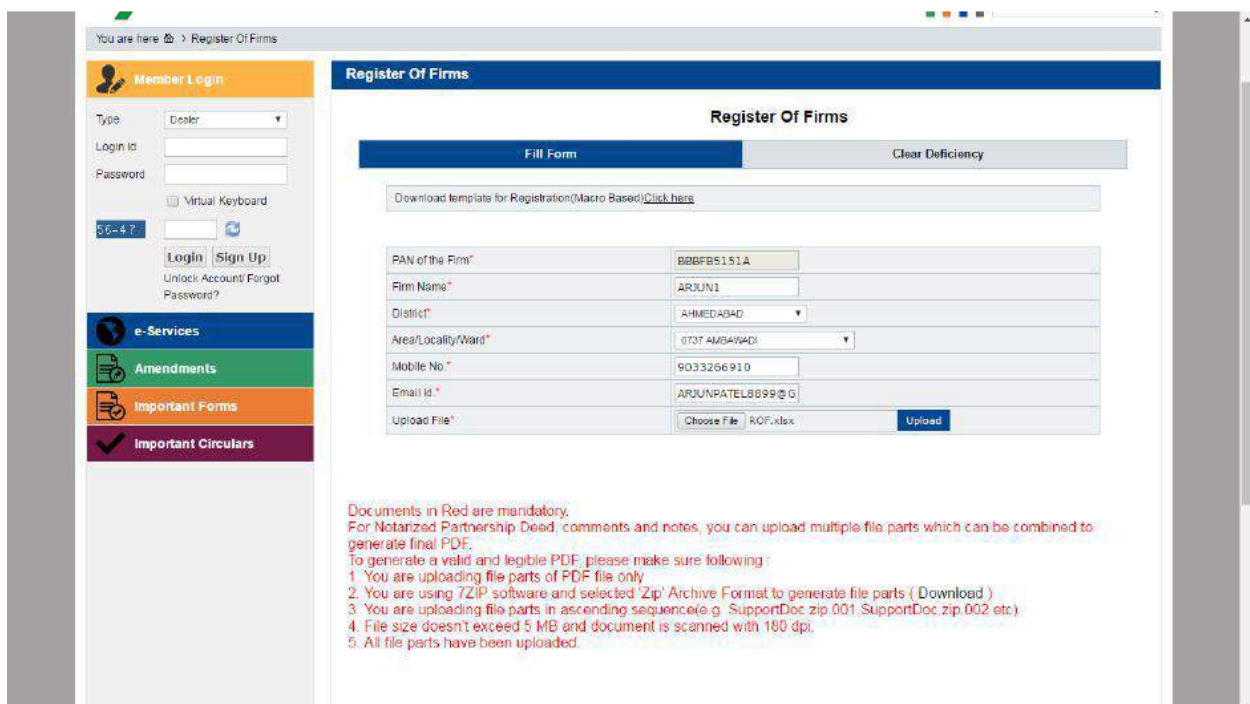 You are here > Register Of Firms
Member Login
Type Dealer
Login Id
Password
Virtual Keyboard
56-4?
Login Sign Up
Unlock Account/ Forgot
Password?
e-Services
Amendments
Important Forms
Important Circulars
Register Of Firms
Register Of Firms
Fill Form Clear Deficiency
Download template for Registration(Macro Based)Click here
PAN of the Firm* BBBFB5151A
Firm Name* ARJUN1
District* AHMEDABAD
Area/Locality/Ward* 0737 AMBAWADI
Mobile No.* 9033266910
Email Id.* ARJUNPATEL8899@G
Upload File* Choose File ROF.xlsx Upload
Documents in Red are mandatory.
For Notarized Partnership Deed, comments and notes, you can upload multiple file parts which can be combined to
generate final PDF.
To generate a valid and legible PDF, please make sure following :
1. You are uploading file parts of PDF file only
2. You are using 7ZIP software and selected 'Zip' Archive Format to generate file parts ( Download )
3. You are uploading file parts in ascending sequence(e.g. SupportDoc.zip.001,SupportDoc.zip.002 etc)
4. File size doesn't exceed 5 MB and document is scanned with 180 dpi.
5. All file parts have been uploaded.